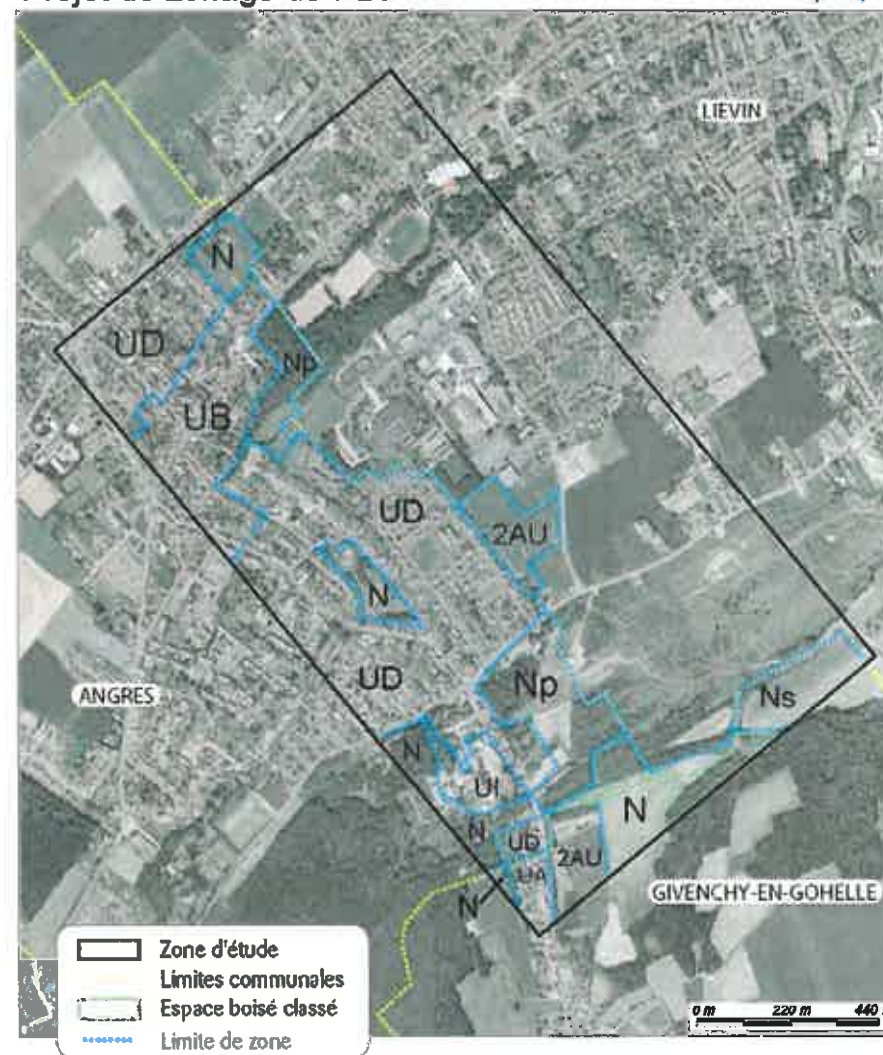 LIEVIN
N
UD
Np
UB
UD
2AU
N
UD
Np
Ns
ANGRES
N
UI
N
N
UD
2AU
UA
N
GIVENCHY-EN-GOHELLE
Zone d'étude
Limites communales
Espace boisé classé
Limite de zone
0 m 220 m 440